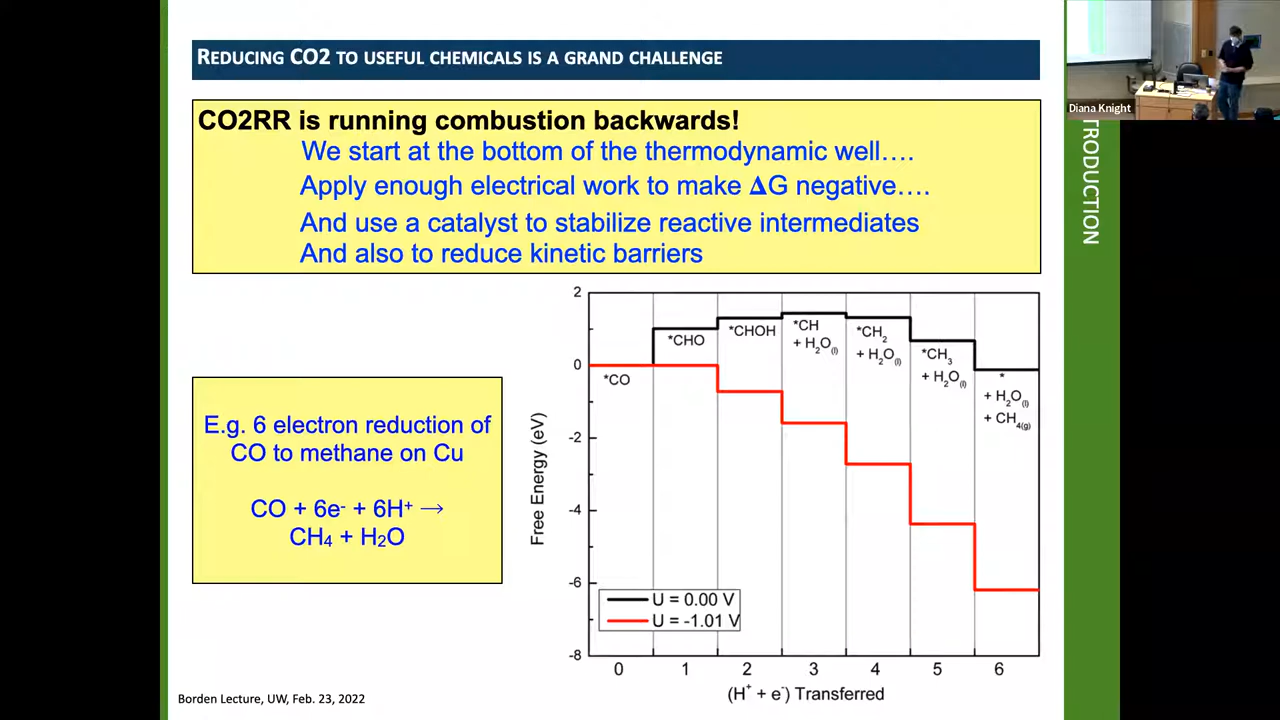 REDUCING CO2 TO USEFUL CHEMICALS IS A GRAND CHALLENGE
CO2RR is running combustion backwards!
We start at the bottom of the thermodynamic well….
Apply enough electrical work to make ΔG negative….
And use a catalyst to stabilize reactive intermediates
And also to reduce kinetic barriers
Diana Knight
TRODUCTION
E.g. 6 electron reduction of
CO to methane on Cu
CO + 6e- + 6H+ →
CH4 + H2O
Free Energy (eV)
2
0
-2
-4
-6
-8
*CO
*CHO
*CHOH
*CH
+ H2O(l)
*CH2
+ H2O(l)
*CH3
+ H2O(l)
*
+ H2O(l)
+ CH4(g)
U = 0.00 V
U = -1.01 V
0 1 2 3 4 5 6
(H+ + e-) Transferred
Borden Lecture, UW, Feb. 23, 2022